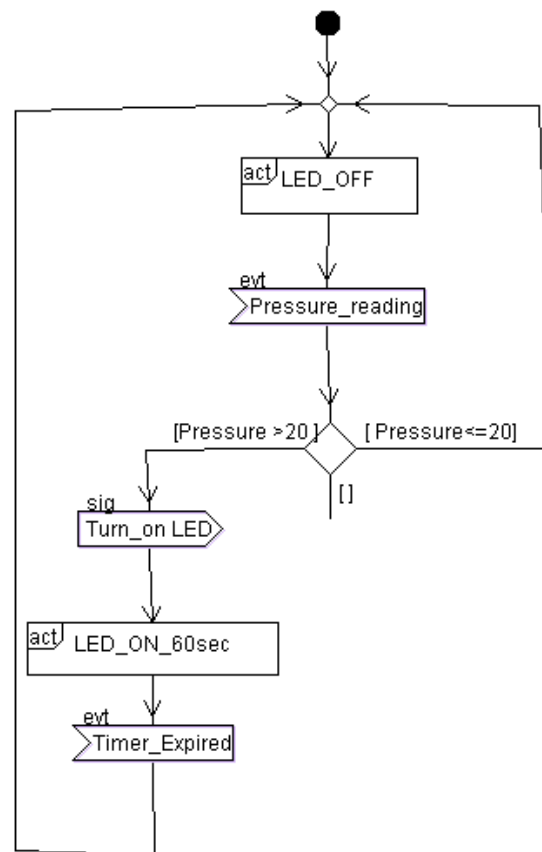 act
LED_OFF
evt
Pressure_reading
[Pressure >20 ]
[ Pressure<=20]
[ ]
sig
Turn_on LED
act
LED_ON_60sec
evt
Timer_Expired